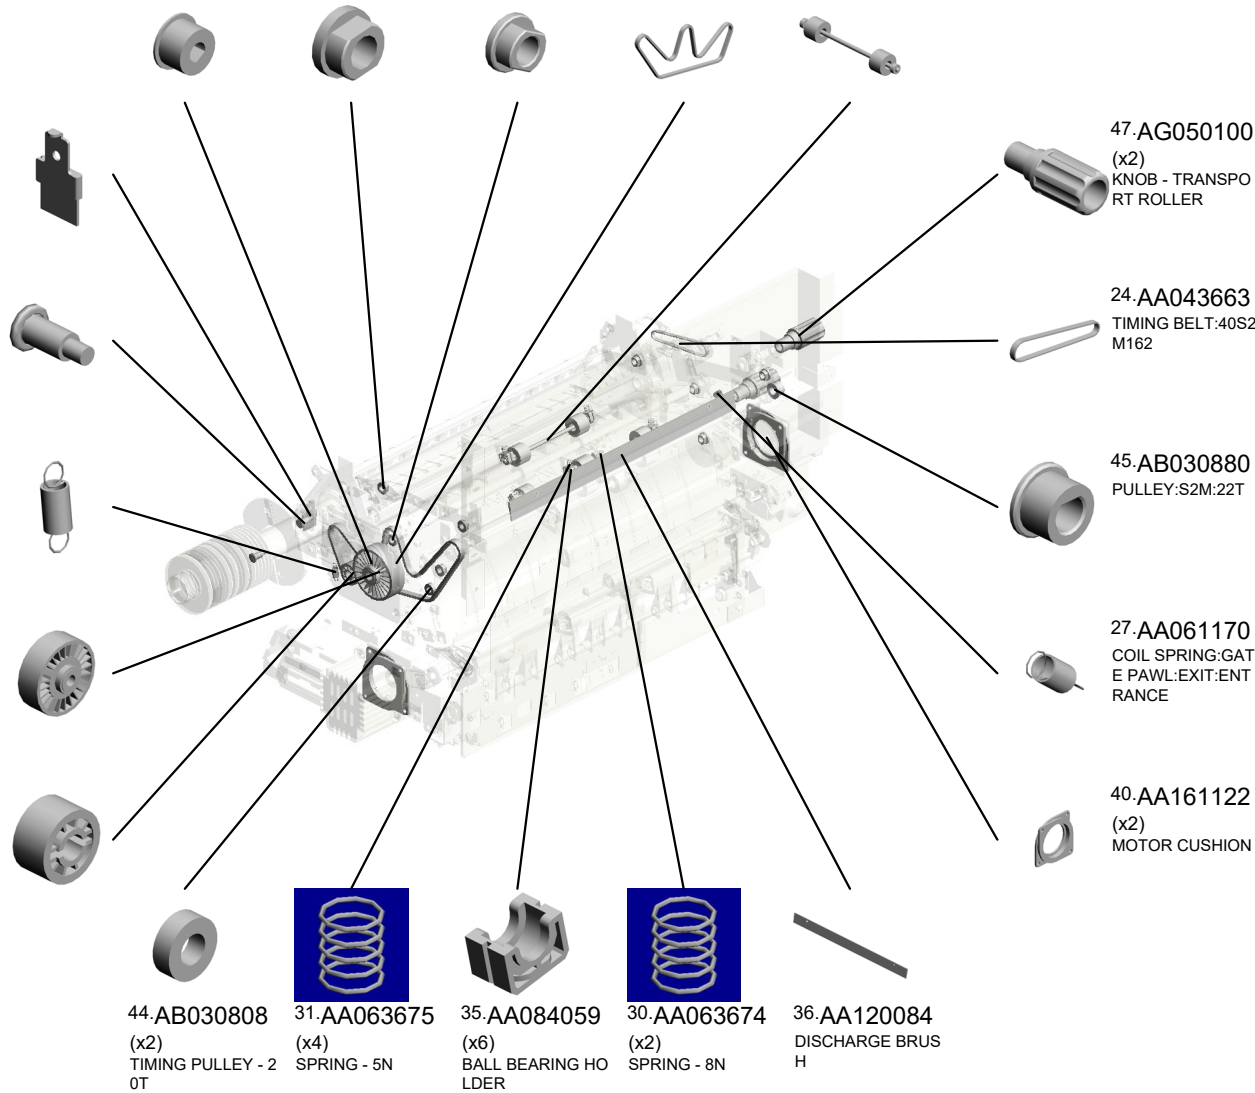 47.AG050100
(x2)
KNOB - TRANSPO
RT ROLLER
24.AA043663
TIMING BELT:40S2
M162
45.AB030880
PULLEY:S2M:22T
27.AA061170
COIL SPRING:GAT
E PAWL:EXIT:ENT
RANCE
40.AA161122
(x2)
MOTOR CUSHION
44.AB030808
(x2)
TIMING PULLEY - 2
0T
31.AA063675
(x4)
SPRING - 5N
35.AA084059
(x6)
BALL BEARING HO
LDER
30.AA063674
(x2)
SPRING - 8N
36.AA120084
DISCHARGE BRUS
H